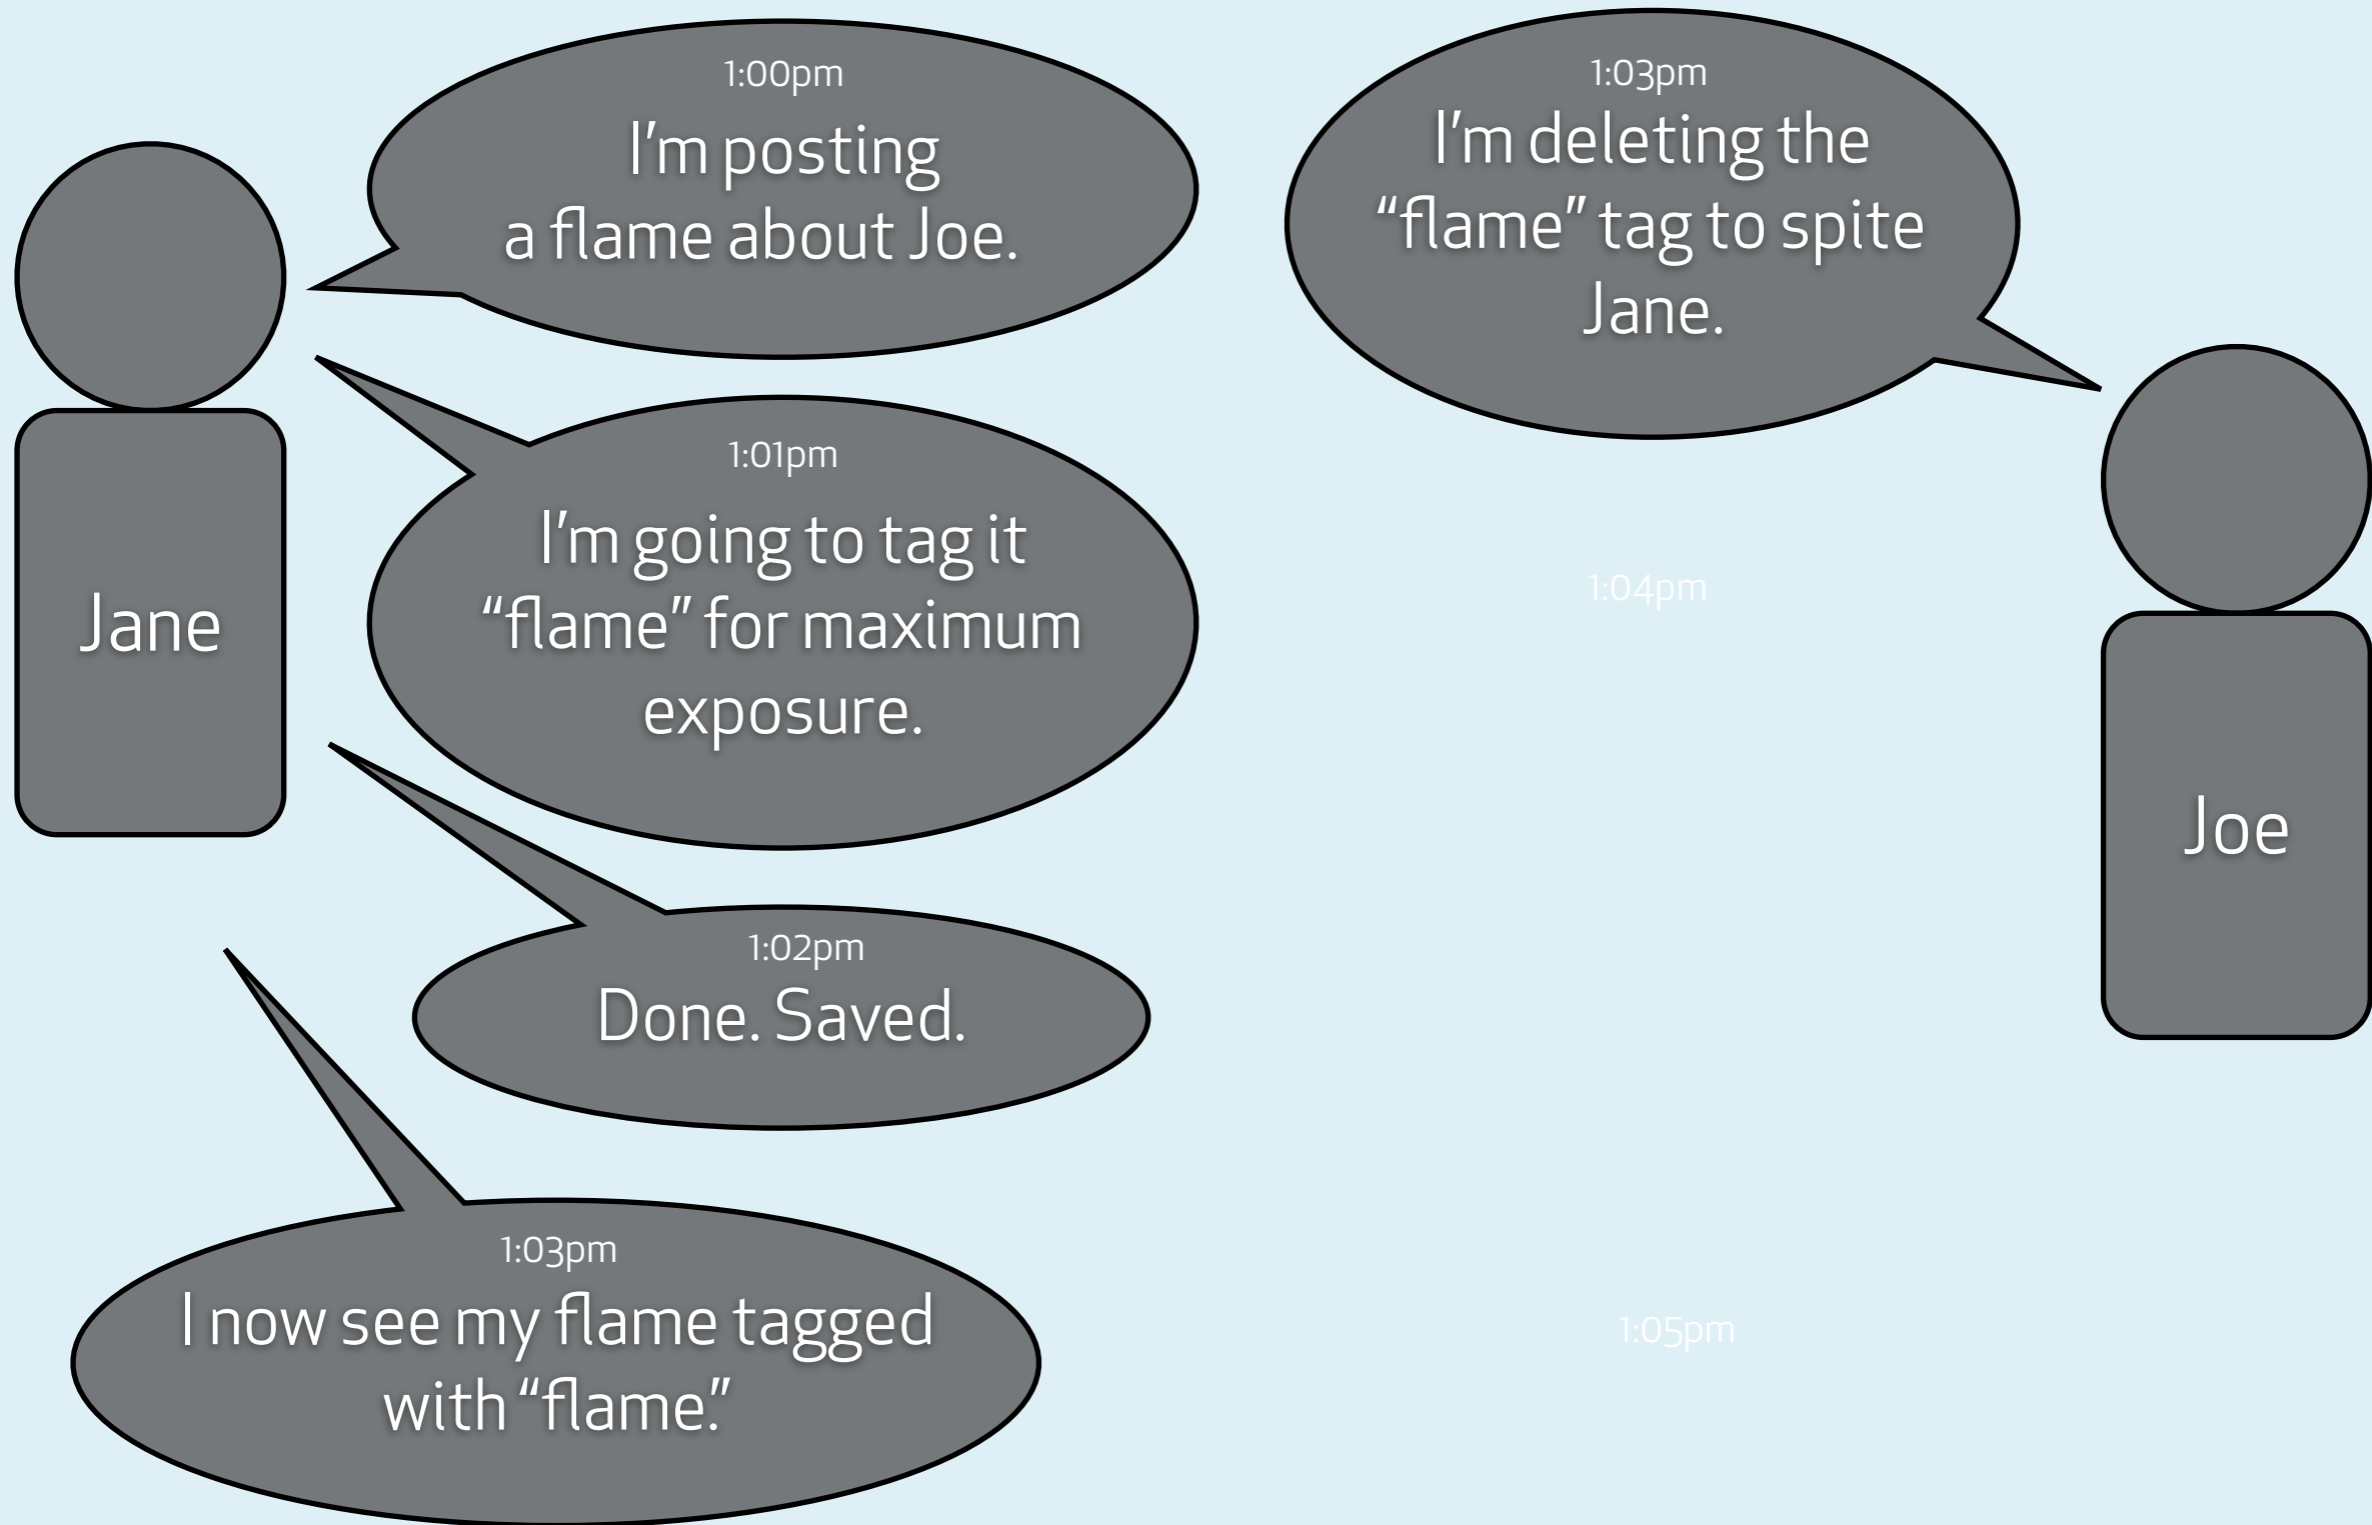 1:00pm
I'm posting
a flame about Joe.
1:01pm
I'm going to tag it
“flame” for maximum
exposure.
1:02pm
Done. Saved.
1:03pm
I now see my flame tagged
with “flame.”
Jane
1:03pm
I'm deleting the
“flame” tag to spite
Jane.
1:04pm
1:05pm
Joe